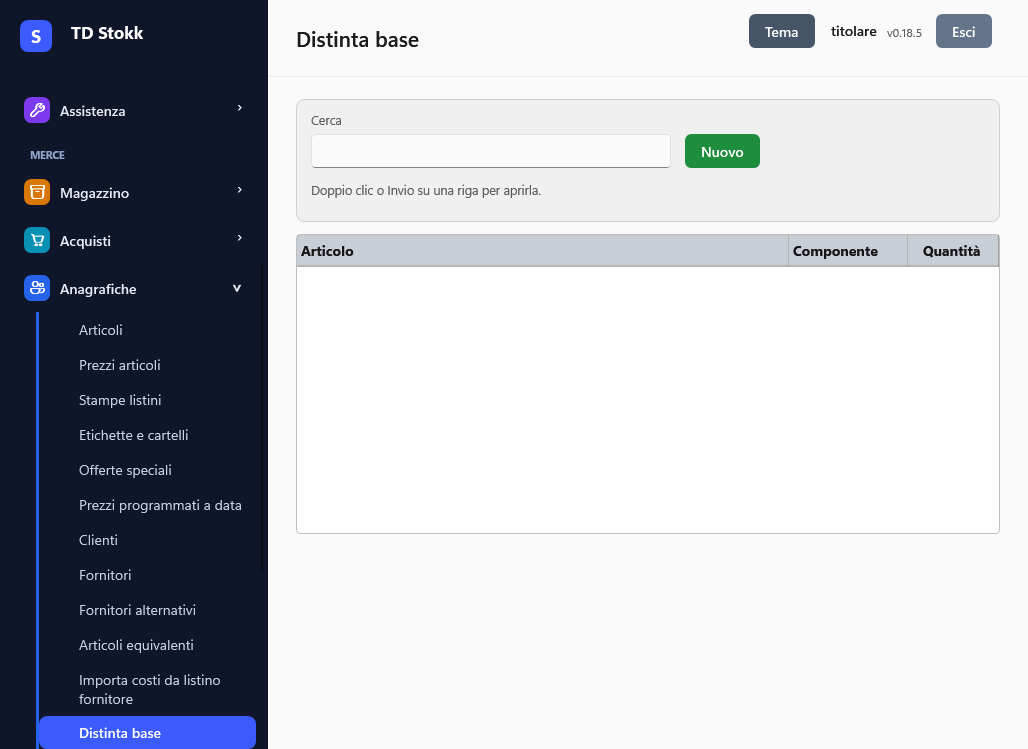 S
TD Stokk
Assistenza
MERCE
Magazzino
Acquisti
Anagrafiche
Articoli
Prezzi articoli
Stampe listini
Etichette e cartelli
Offerte speciali
Prezzi programmati a data
Clienti
Fornitori
Fornitori alternativi
Articoli equivalenti
Importa costi da listino
fornitore
Distinta base
Distinta base
Tema
titolare
v0.18.5
Esci
Cerca
Nuovo
Doppio clic o Invio su una riga per aprirla.
Articolo
Componente
Quantità